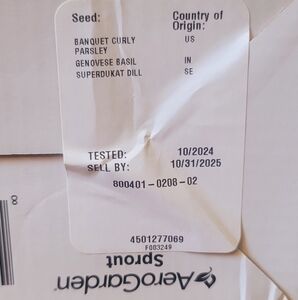 Seed: Country of Origin:
BANQUET CURLY PARSLEY US
GENOVESE BASIL IN
SUPERDUKAT DILL SE
TESTED: 10/2024
SELL BY: 10/31/2025
800401-0208-02
4501277069
F003249
AeroGarden
Sprout